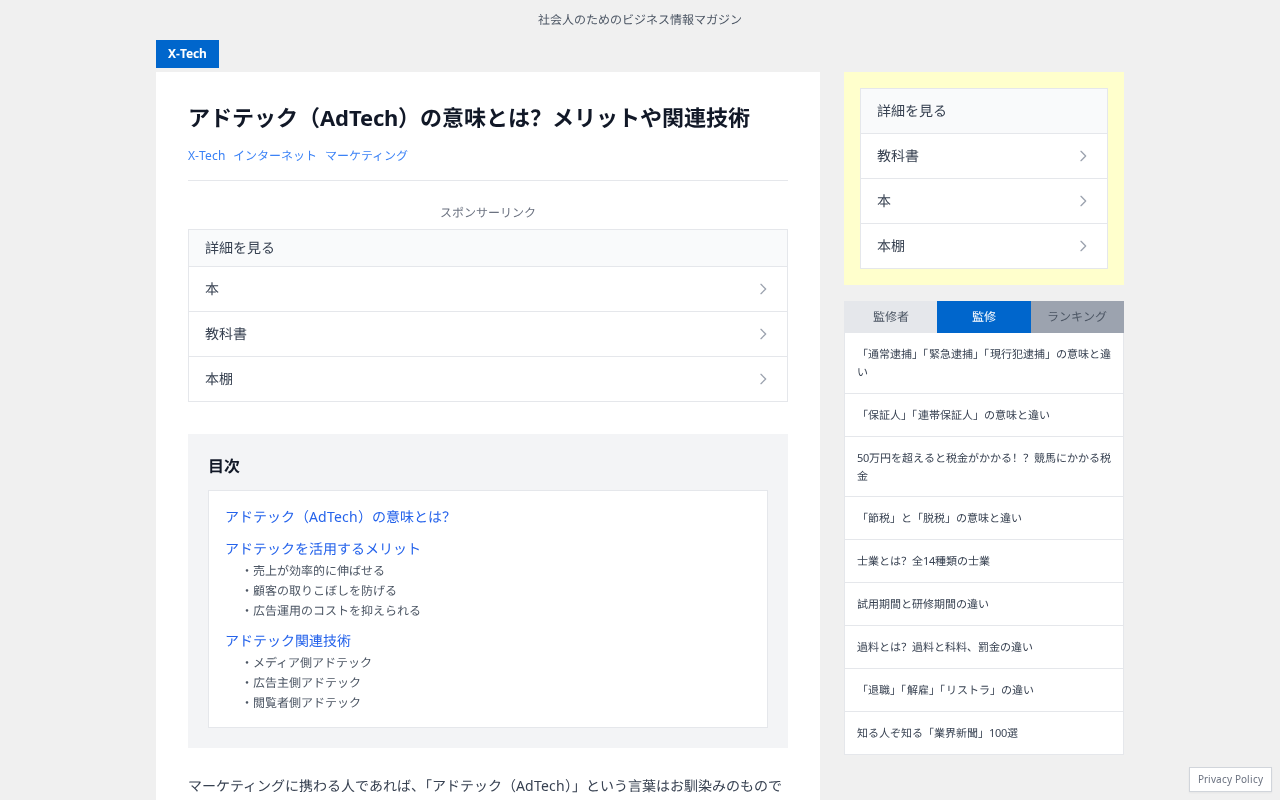 社会人のためのビジネス情報マガジン
X-Tech
アドテック（AdTech）の意味とは？メリットや関連技術
X-Tech インターネット マーケティング
スポンサーリンク
詳細を見る
本
教科書
本棚
目次
アドテック（AdTech）の意味とは？
アドテックを活用するメリット
・売上が効率的に伸ばせる
・顧客の取りこぼしを防げる
・広告運用のコストを抑えられる
アドテック関連技術
・メディア側アドテック
・広告主側アドテック
・閲覧者側アドテック
マーケティングに携わる人であれば、「アドテック（AdTech）」という言葉はお馴染みのもので
詳細を見る
教科書
本
本棚
監修者 監修 ランキング
「通常逮捕」「緊急逮捕」「現行犯逮捕」の意味と違
い
「保証人」「連帯保証人」の意味と違い
50万円を超えると税金がかかる！？競馬にかかる税
金
「節税」と「脱税」の意味と違い
士業とは？全14種類の士業
試用期間と研修期間の違い
過料とは？過料と科料、罰金の違い
「退職」「解雇」「リストラ」の違い
知る人ぞ知る「業界新聞」100選
Privacy Policy